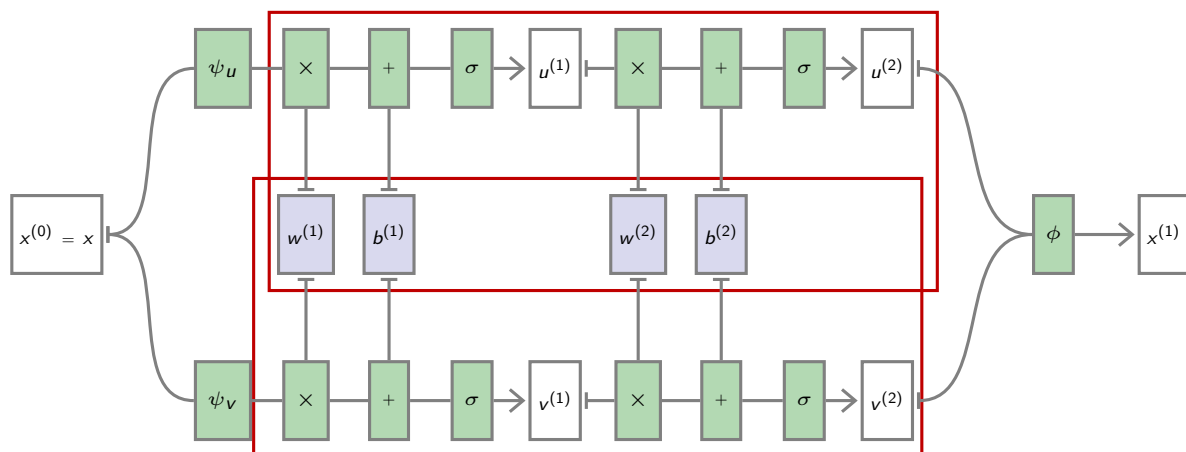 ψu × + σ u(1) × + σ u(2)
x(0) = x w(1) b(1) w(2) b(2) ϕ x(1)
ψv × + σ v(1) × + σ v(2)